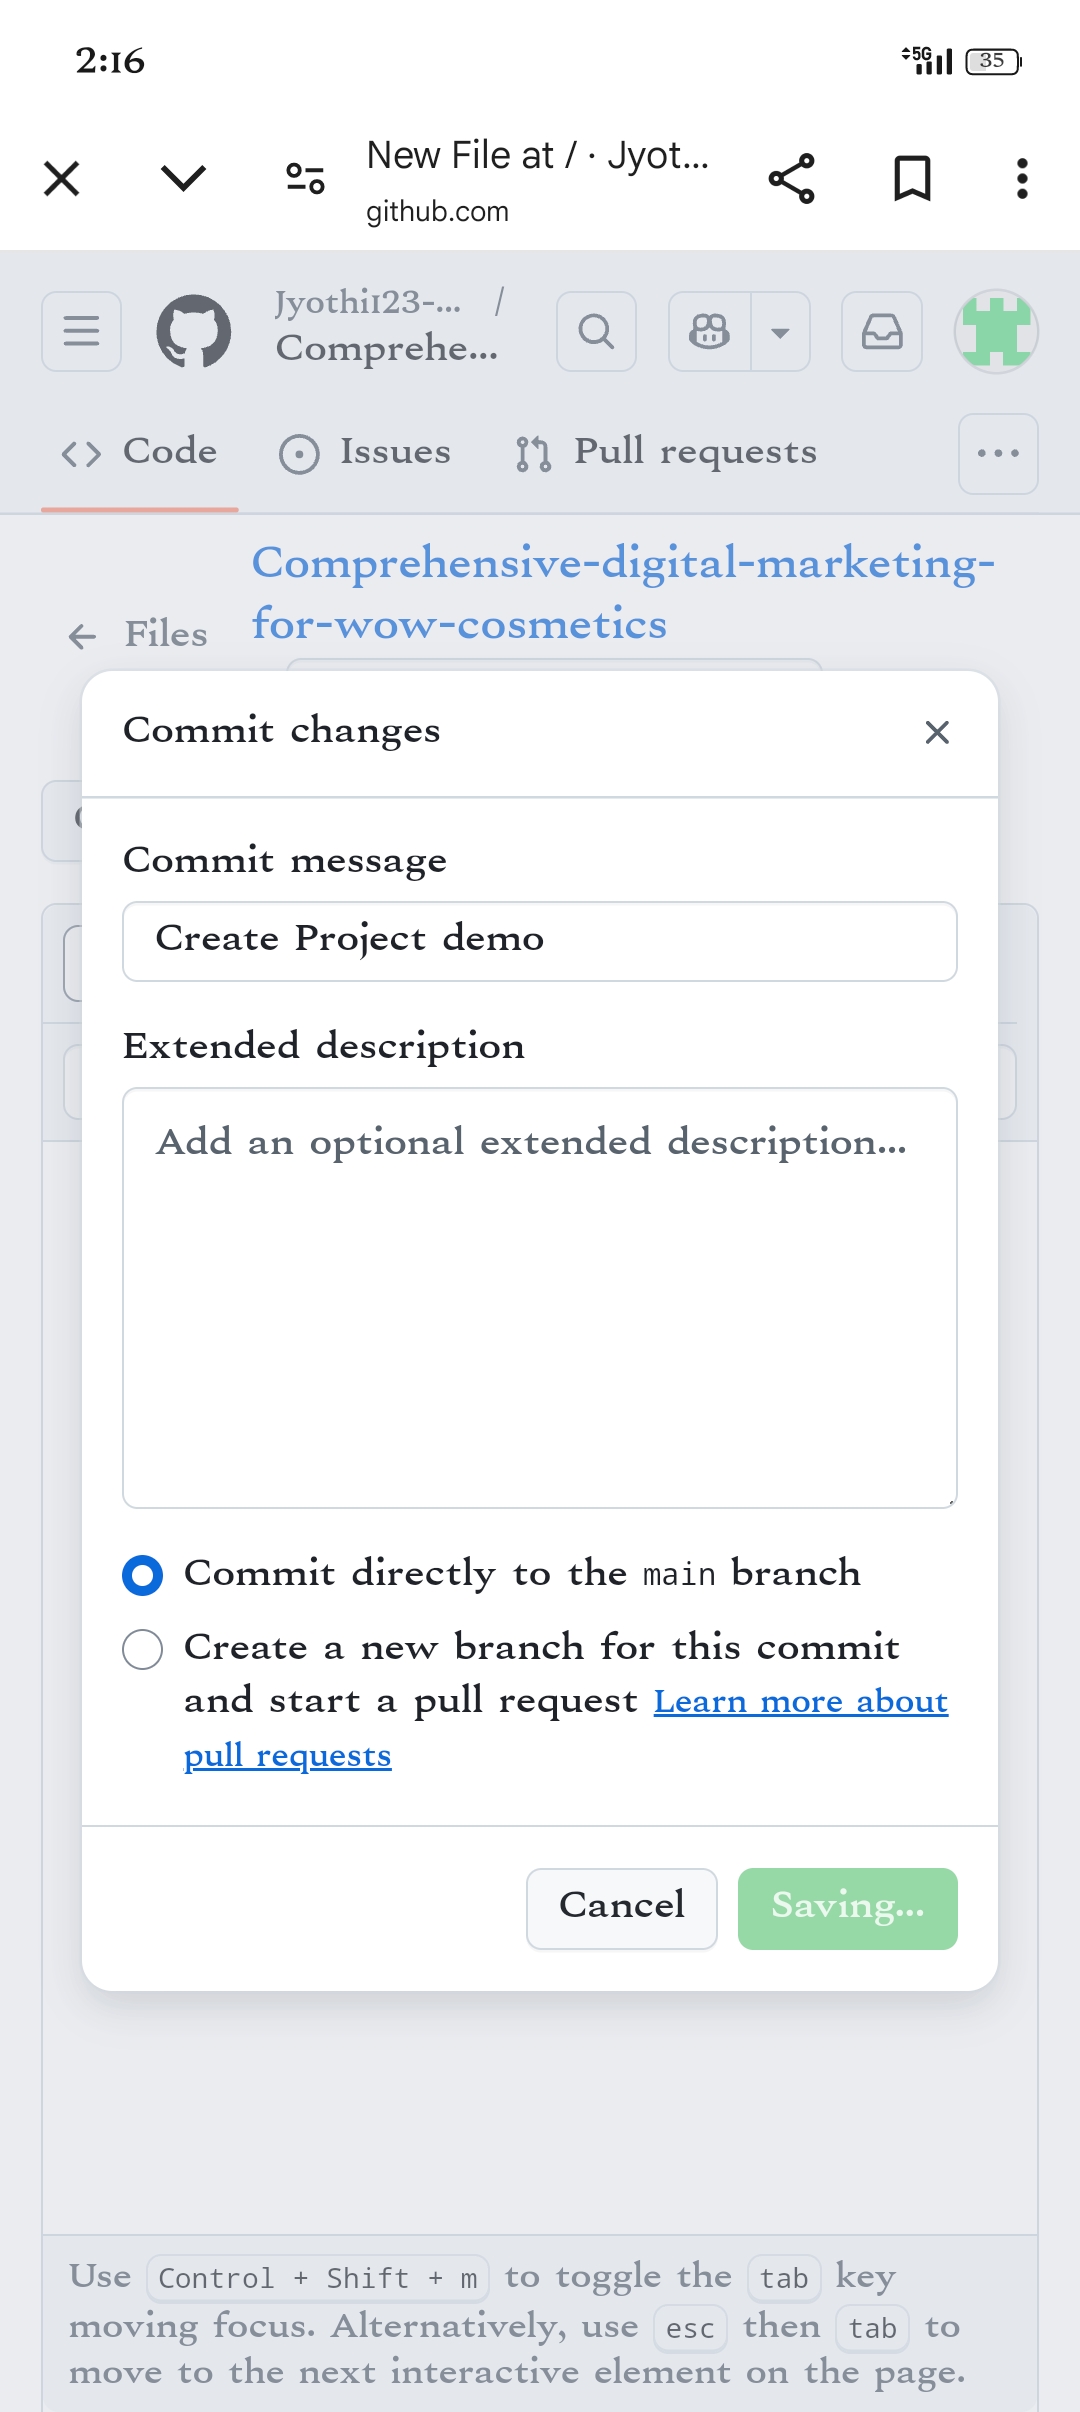 2:16
5G
35
New File at / · Jyot...
github.com
Jyothi123-... /
Comprehe...
Code
Issues
Pull requests
Comprehensive-digital-marketing-
for-wow-cosmetics
Files
Commit changes
Commit message
Create Project demo
Extended description
Add an optional extended description...
Commit directly to the main branch
Create a new branch for this commit
and start a pull request Learn more about
pull requests
Cancel
Saving...
Use Control + Shift + m to toggle the tab key
moving focus. Alternatively, use esc then tab to
move to the next interactive element on the page.